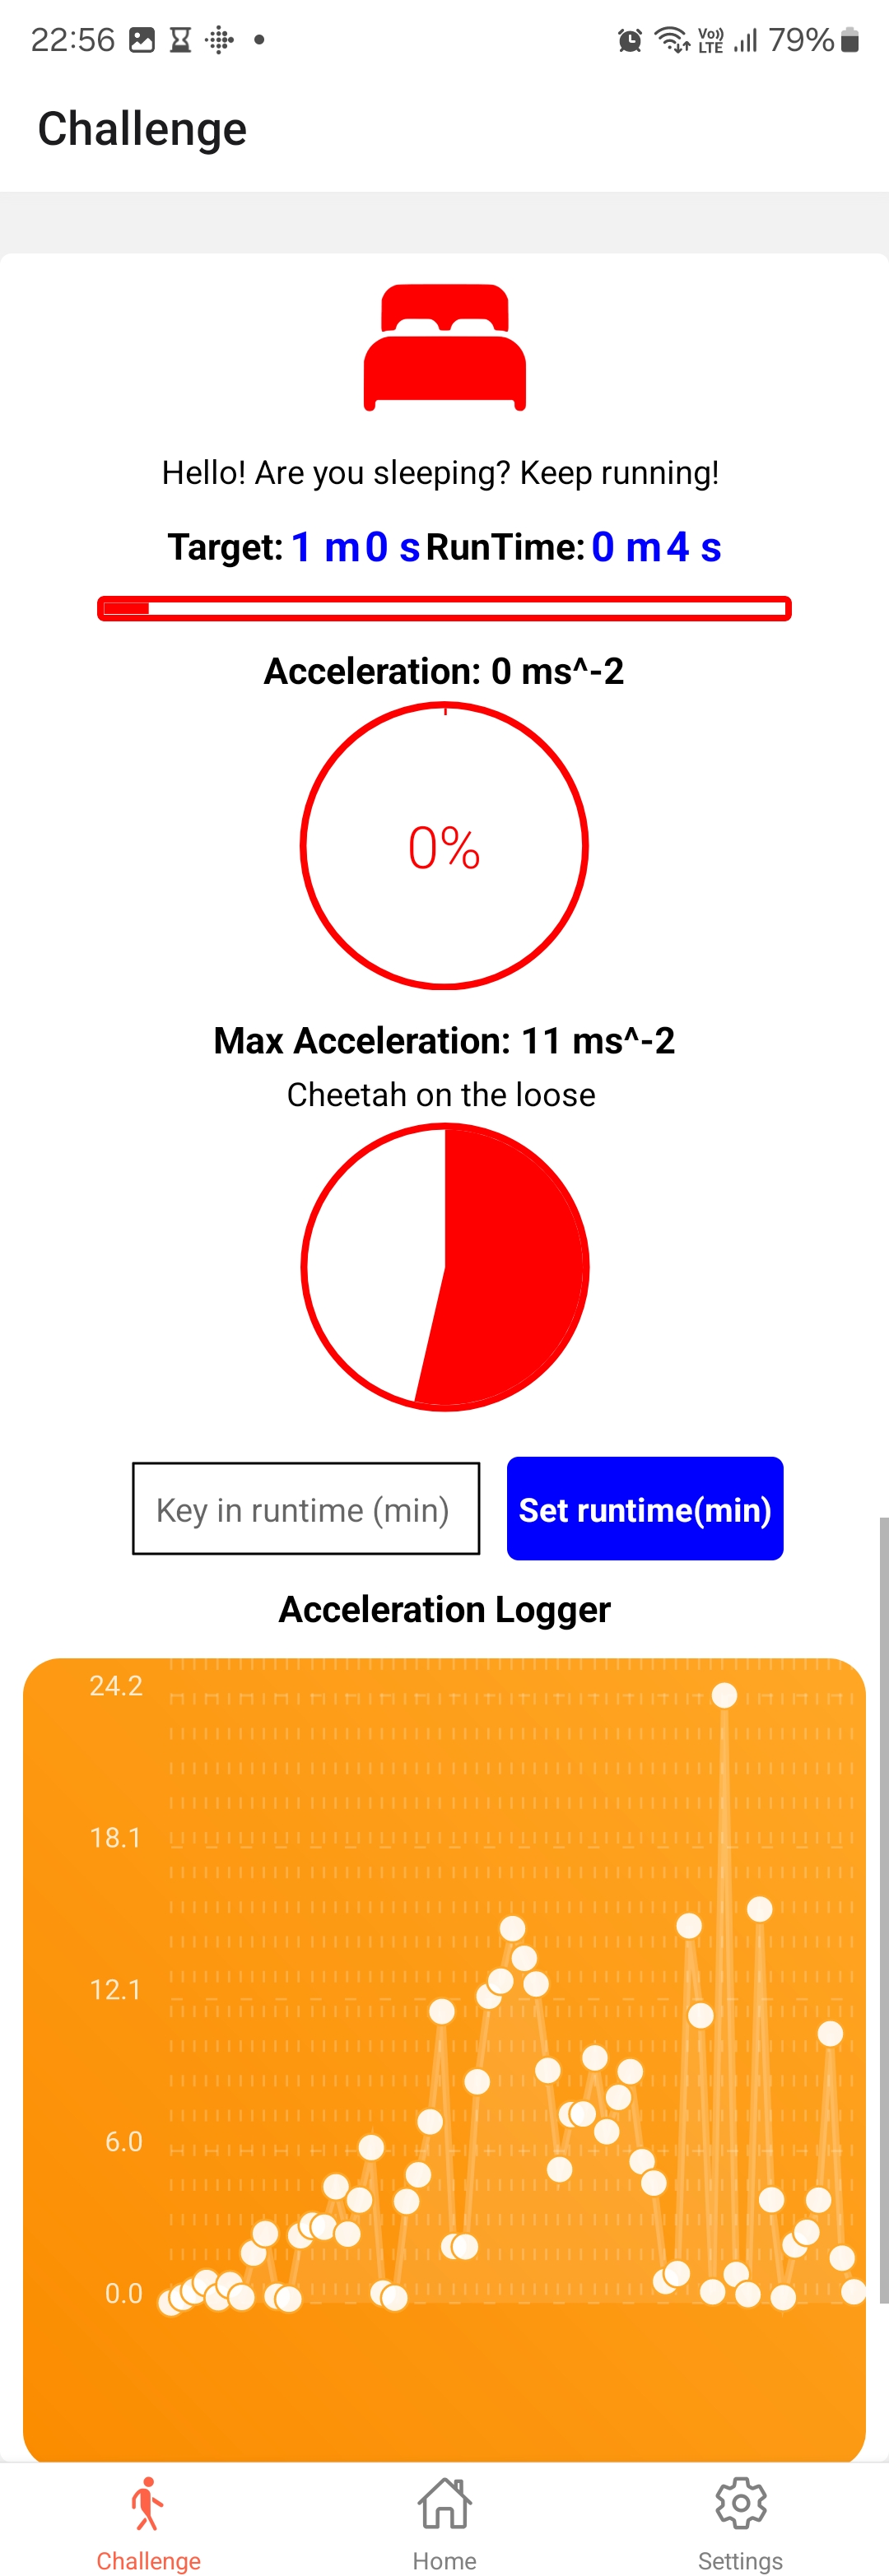 22:56 Vo)) LTE 79%
Challenge
Hello! Are you sleeping? Keep running!
Target: 1 m 0 s RunTime: 0 m 4 s
Acceleration: 0 ms^-2
0%
Max Acceleration: 11 ms^-2
Cheetah on the loose
Key in runtime (min) Set runtime(min)
Acceleration Logger
24.2
18.1
12.1
6.0
0.0
Challenge Home Settings